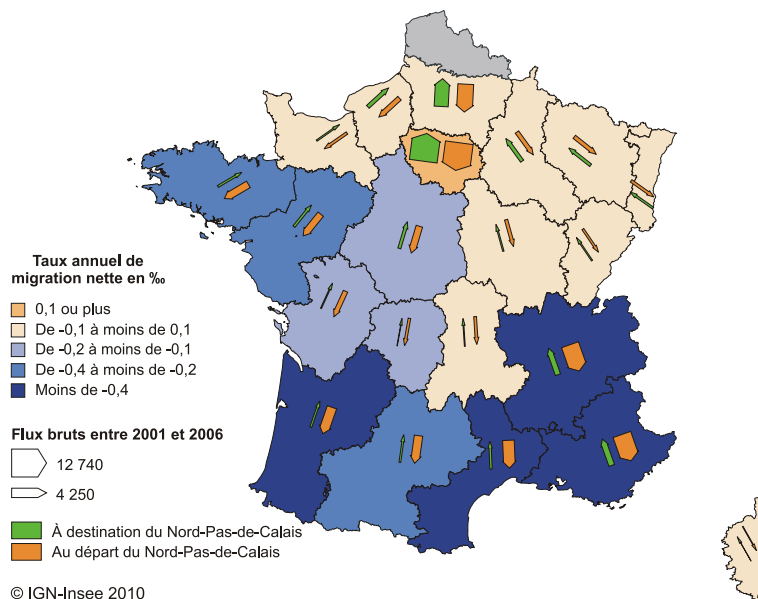 Taux annuel de
migration nette en ‰
0,1 ou plus
De -0,1 à moins de 0,1
De -0,2 à moins de -0,1
De -0,4 à moins de -0,2
Moins de -0,4
Flux bruts entre 2001 et 2006
12 740
4 250
À destination du Nord-Pas-de-Calais
Au départ du Nord-Pas-de-Calais
© IGN-Insee 2010